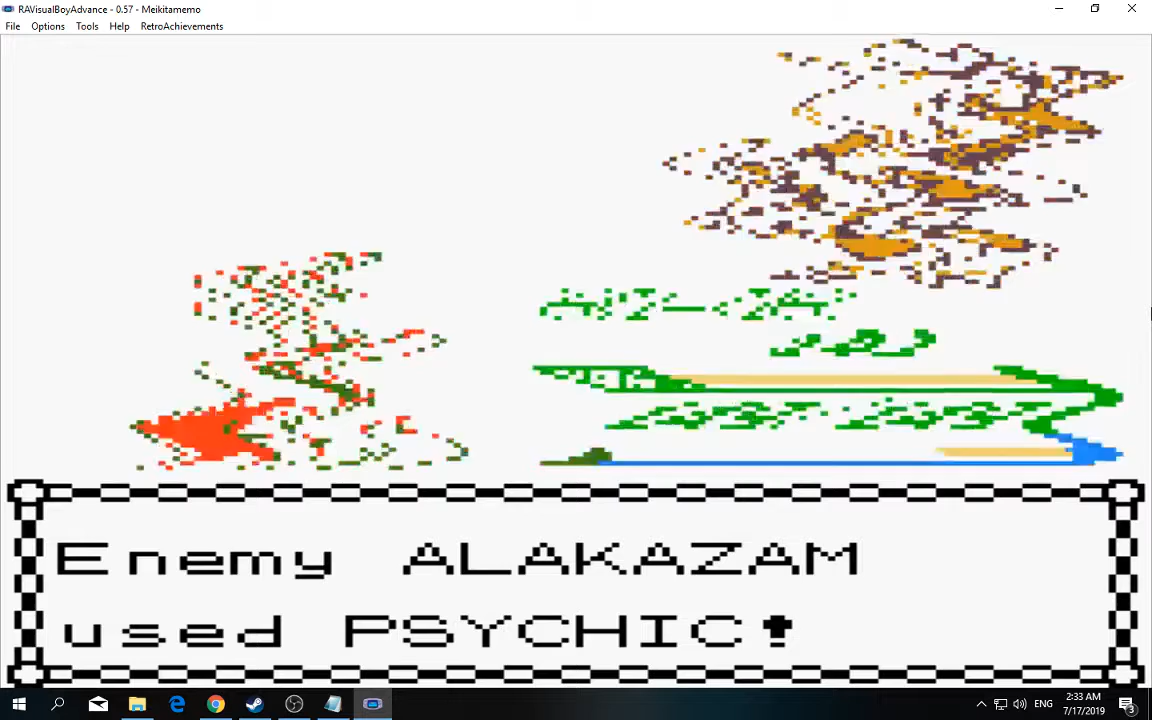 RAVisualBoyAdvance - 0.57 - Meikitamemo
File Options Tools Help RetroAchievements
Enemy ALAKAZAM
used PSYCHIC!
ENG
2:33 AM
7/17/2019
3